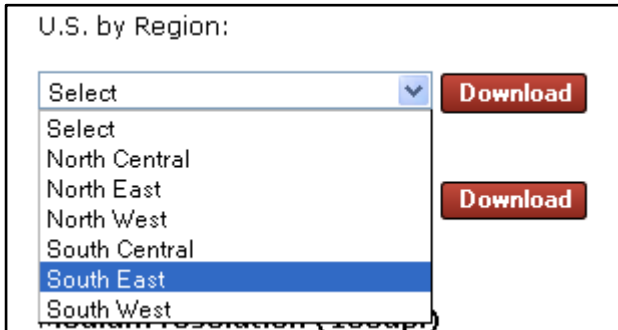 U.S. by Region:
Select Download
Select
North Central
North East
North West Download
South Central
South East
South West